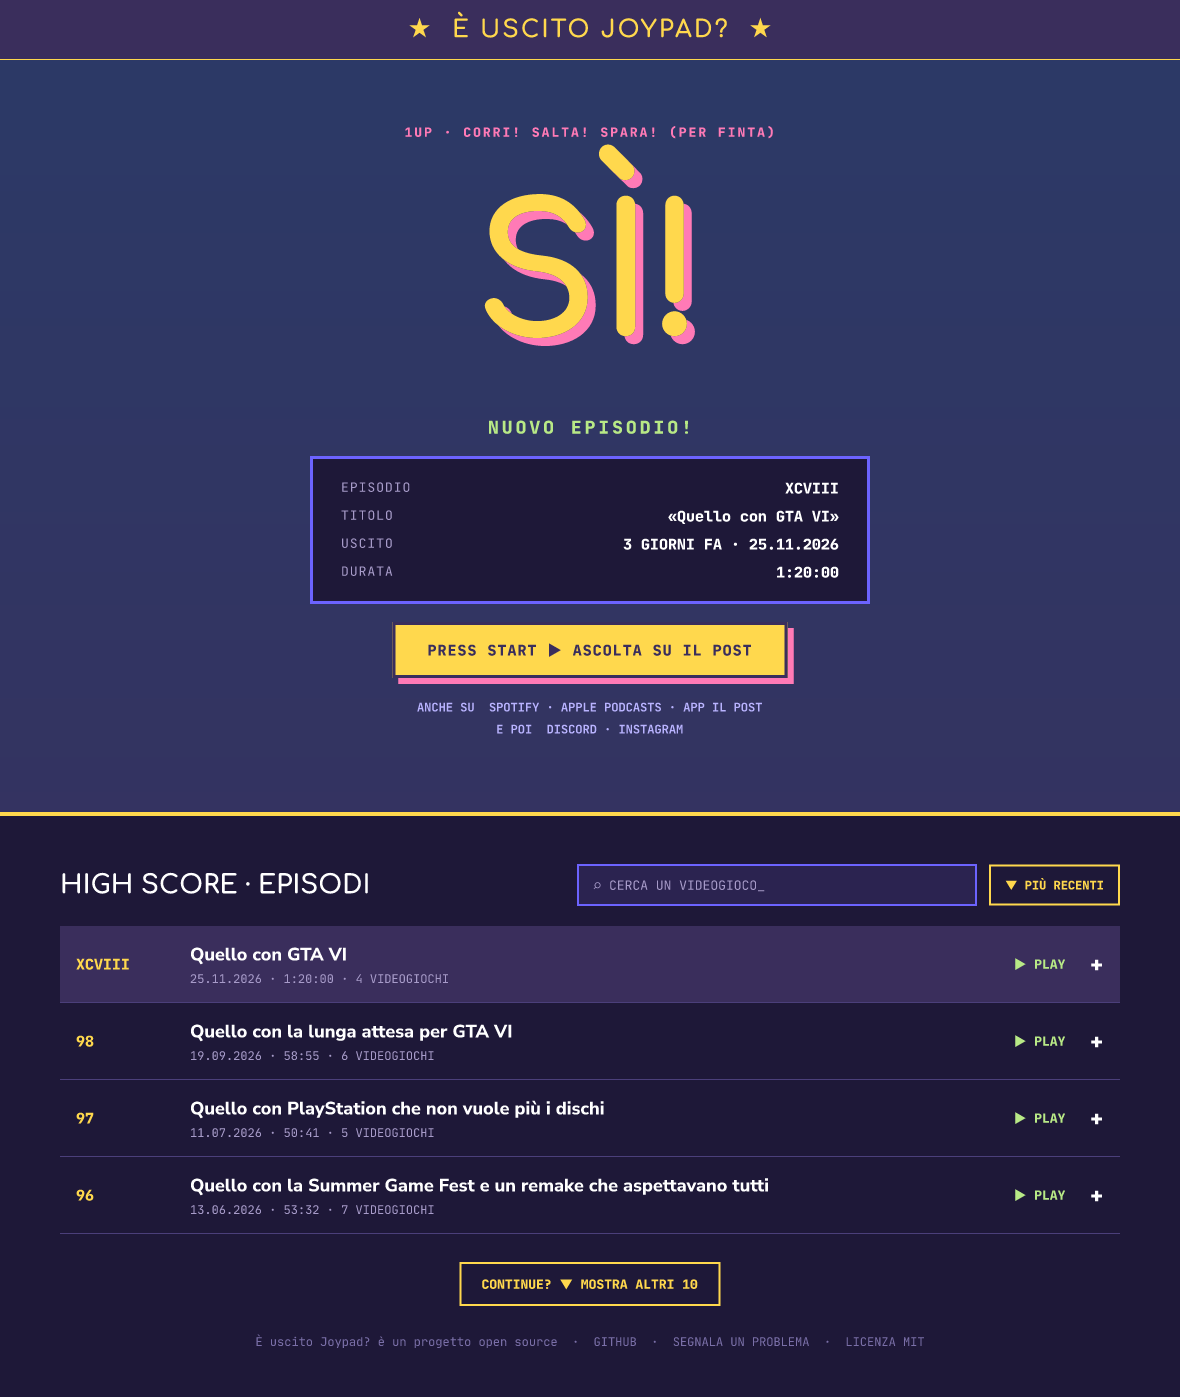 ★ È USCITO JOYPAD? ★
1UP · CORRI! SALTA! SPARA! (PER FINTA)
SÌ!
NUOVO EPISODIO!
EPISODIO XCVIII
TITOLO «Quello con GTA VI»
USCITO 3 GIORNI FA · 25.11.2026
DURATA 1:20:00
PRESS START ▶ ASCOLTA SU IL POST
ANCHE SU SPOTIFY · APPLE PODCASTS · APP IL POST
E POI DISCORD · INSTAGRAM
HIGH SCORE · EPISODI
⌕ CERCA UN VIDEOGIOCO_
▼ PIÙ RECENTI
XCVIII
Quello con GTA VI
25.11.2026 · 1:20:00 · 4 VIDEOGIOCHI
▶ PLAY +
98
Quello con la lunga attesa per GTA VI
19.09.2026 · 58:55 · 6 VIDEOGIOCHI
▶ PLAY +
97
Quello con PlayStation che non vuole più i dischi
11.07.2026 · 50:41 · 5 VIDEOGIOCHI
▶ PLAY +
96
Quello con la Summer Game Fest e un remake che aspettavano tutti
13.06.2026 · 53:32 · 7 VIDEOGIOCHI
▶ PLAY +
CONTINUE? ▼ MOSTRA ALTRI 10
È uscito Joypad? è un progetto open source · GITHUB · SEGNALA UN PROBLEMA · LICENZA MIT